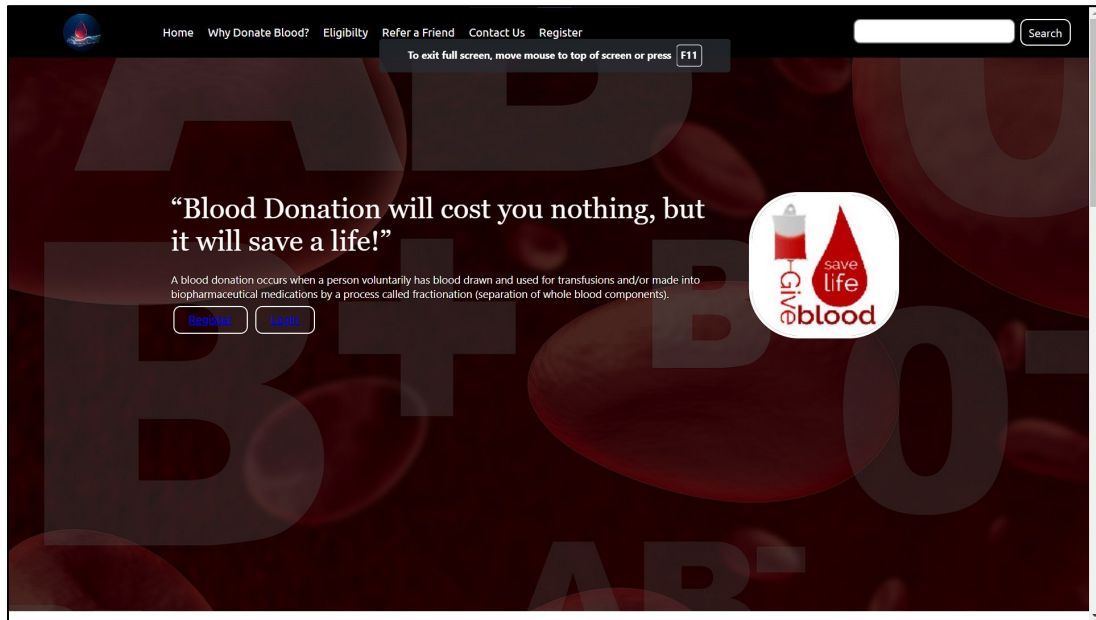 Home Why Donate Blood? Eligibilty Refer a Friend Contact Us Register
Search
To exit full screen, move mouse to top of screen or press F11
AB
0
“Blood Donation will cost you nothing, but
it will save a life!”
A blood donation occurs when a person voluntarily has blood drawn and used for transfusions and/or made into
biopharmaceutical medications by a process called fractionation (separation of whole blood components).
Register Login
save
life
Give
blood
B+
B-
0-
AB-